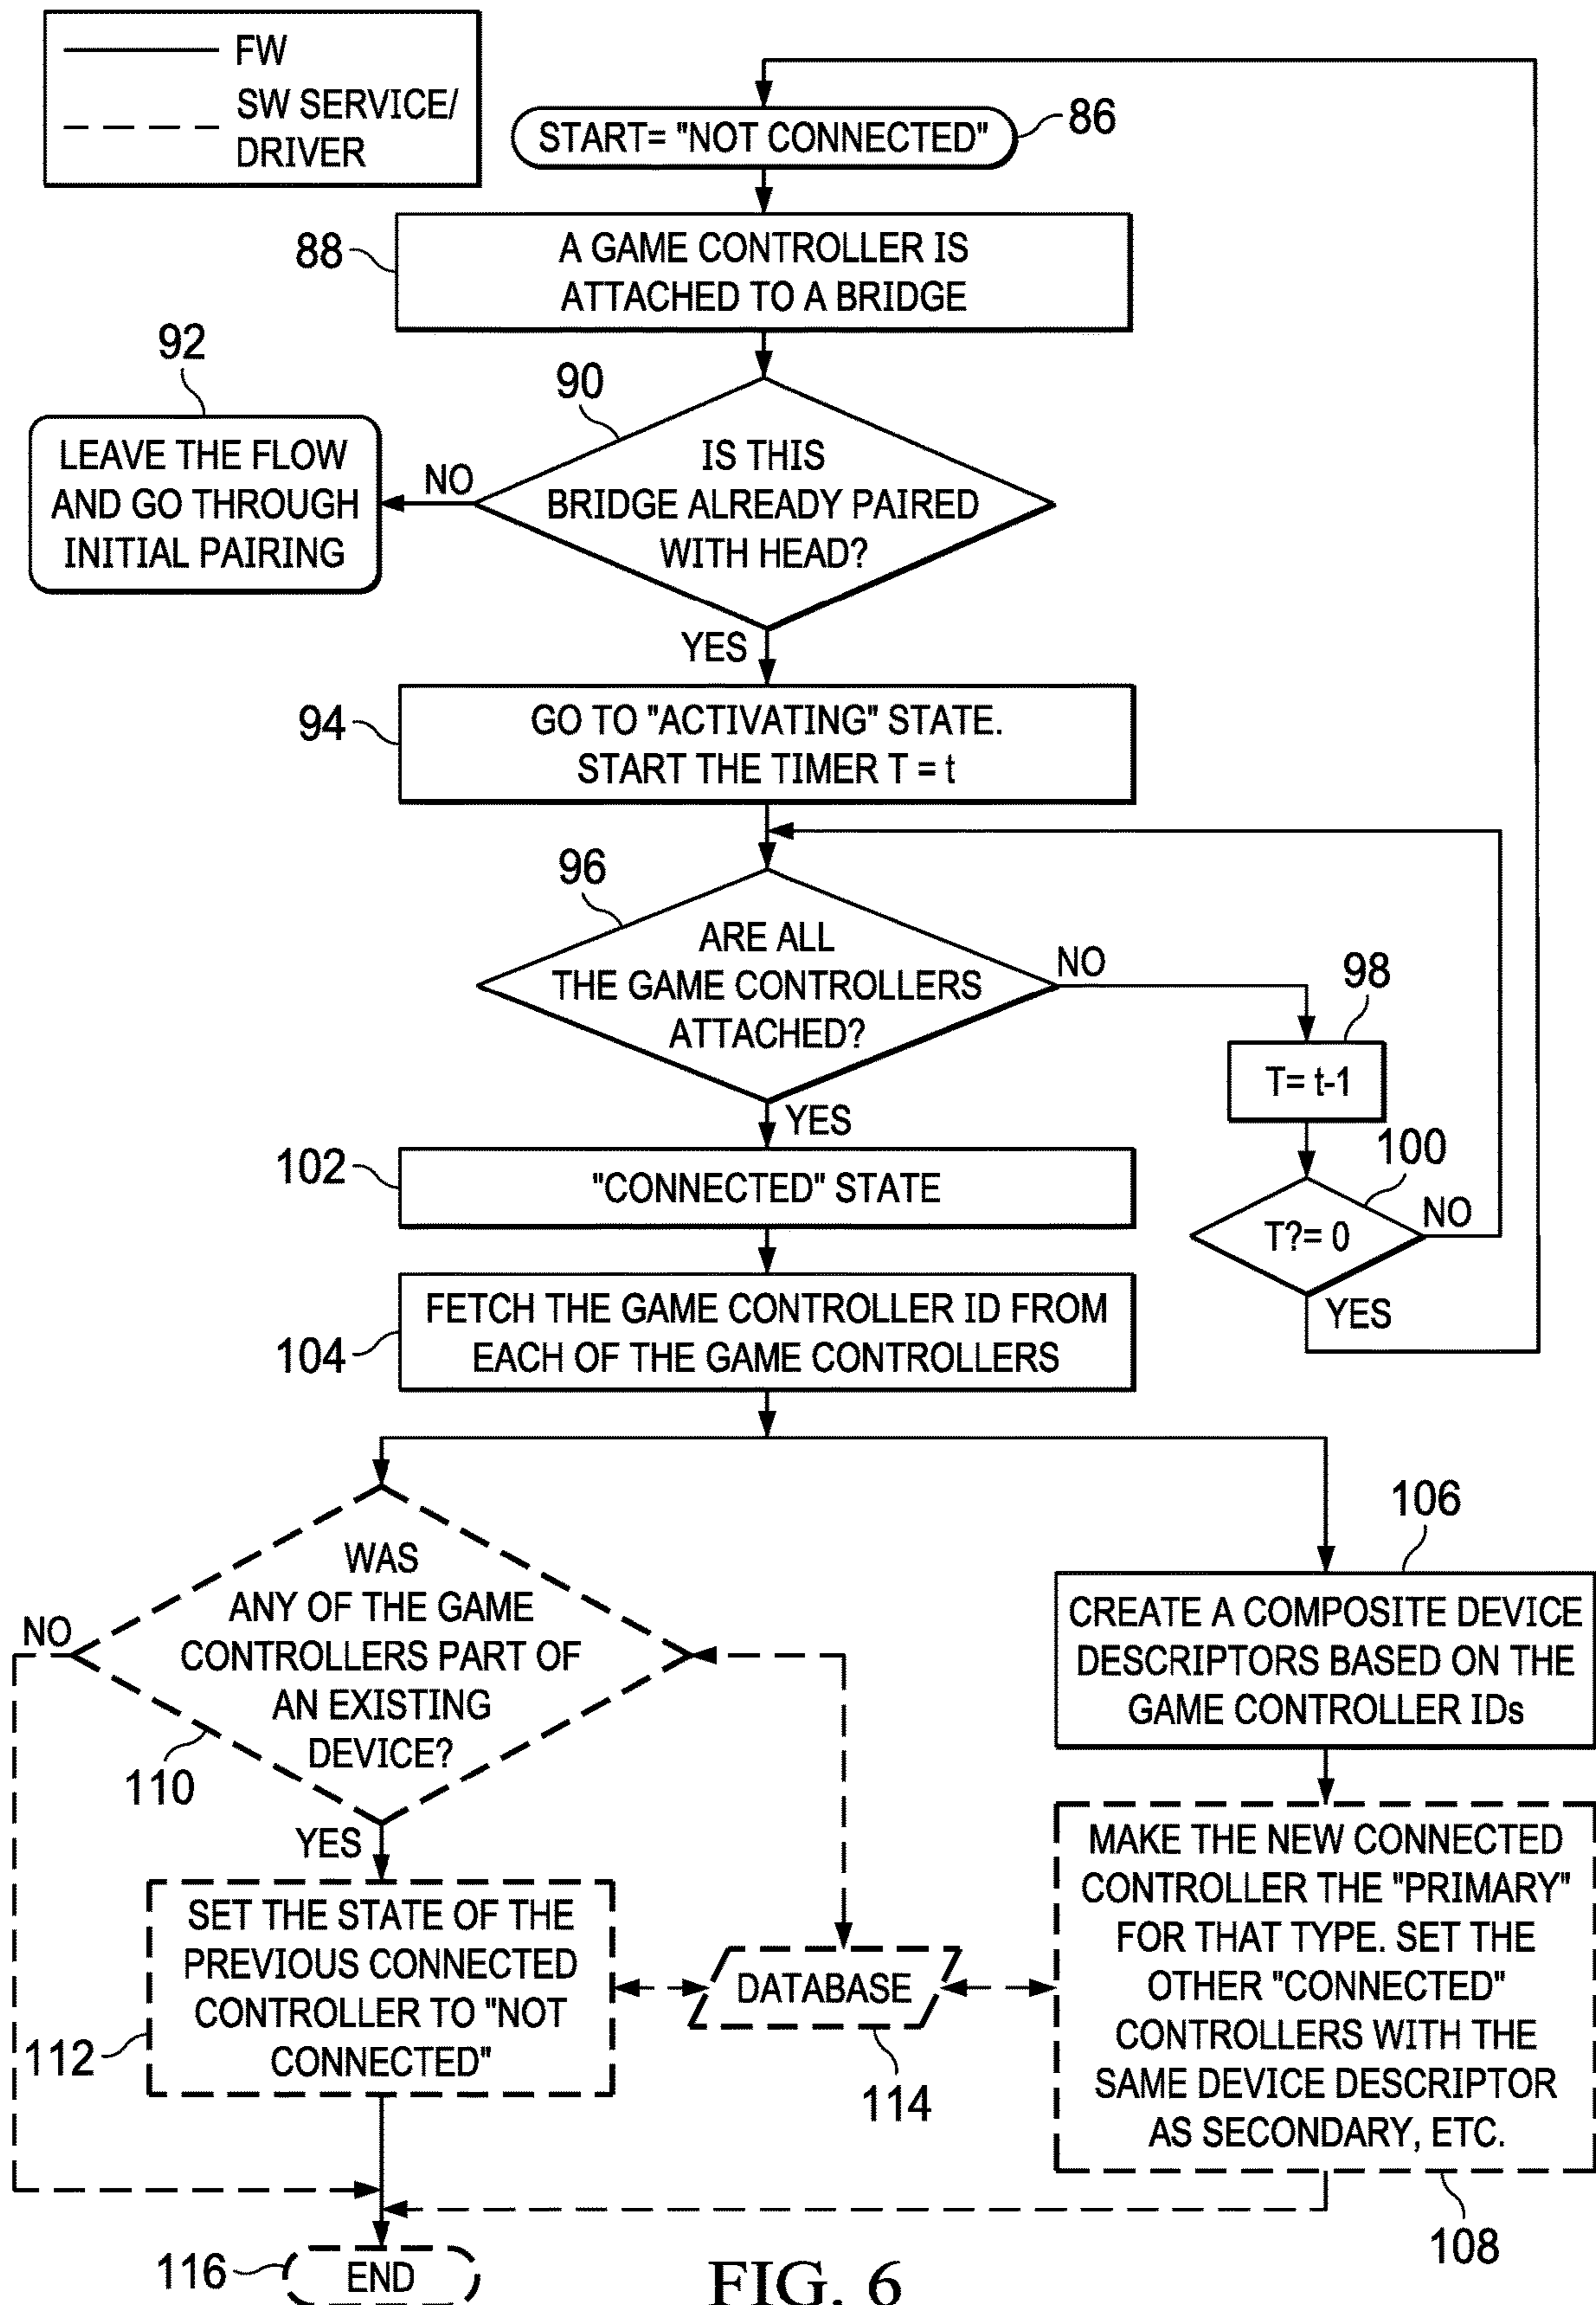 FW
SW SERVICE/
DRIVER
START= "NOT CONNECTED"
86
A GAME CONTROLLER IS
ATTACHED TO A BRIDGE
88
92
90
LEAVE THE FLOW
AND GO THROUGH
INITIAL PAIRING
NO
IS THIS
BRIDGE ALREADY PAIRED
WITH HEAD?
YES
94
GO TO "ACTIVATING" STATE.
START THE TIMER T = t
96
ARE ALL
THE GAME CONTROLLERS
ATTACHED?
NO
98
T= t-1
YES
100
T?= 0
NO
YES
102
"CONNECTED" STATE
104
FETCH THE GAME CONTROLLER ID FROM
EACH OF THE GAME CONTROLLERS
106
CREATE A COMPOSITE DEVICE
DESCRIPTORS BASED ON THE
GAME CONTROLLER IDs
WAS
ANY OF THE GAME
CONTROLLERS PART OF
AN EXISTING
DEVICE?
NO
110
YES
SET THE STATE OF THE
PREVIOUS CONNECTED
CONTROLLER TO "NOT
CONNECTED"
112
DATABASE
114
MAKE THE NEW CONNECTED
CONTROLLER THE "PRIMARY"
FOR THAT TYPE. SET THE
OTHER "CONNECTED"
CONTROLLERS WITH THE
SAME DEVICE DESCRIPTOR
AS SECONDARY, ETC.
108
116
END
FIG. 6